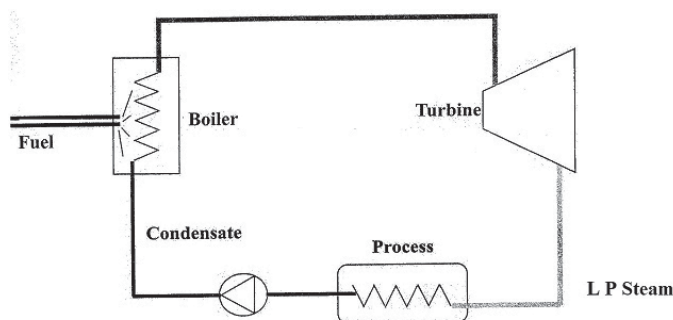 Turbine
Boiler
Fuel
Condensate
Process
L P Steam